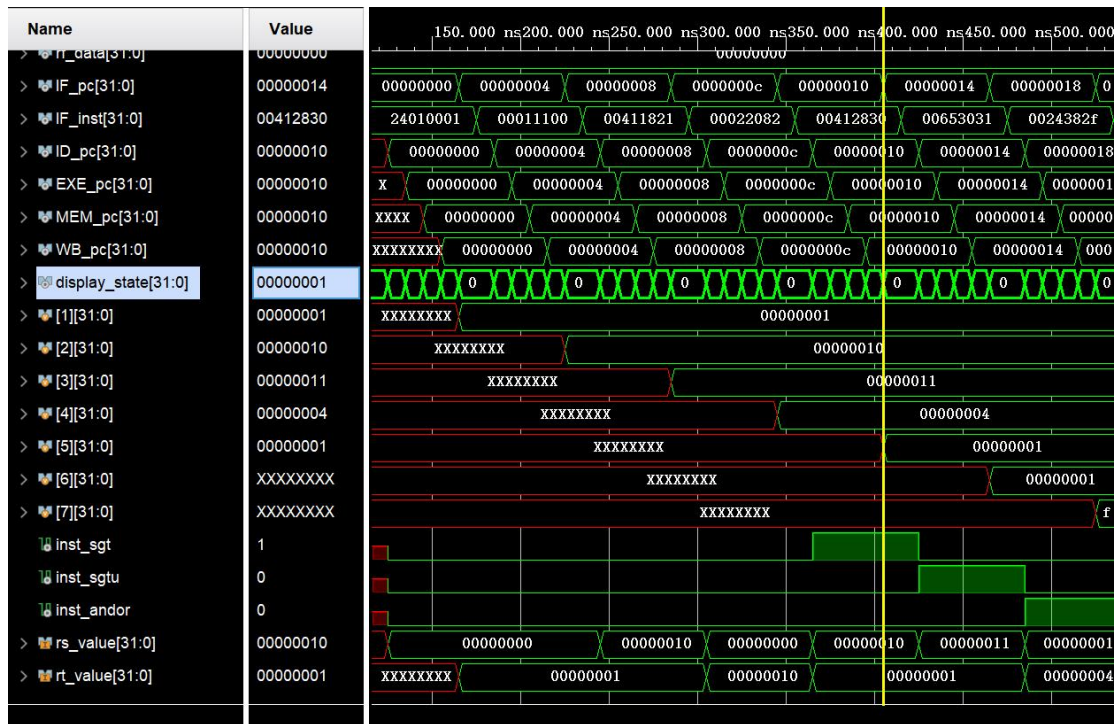 Name Value 150.000 ns 200.000 ns 250.000 ns 300.000 ns 350.000 ns 400.000 ns 450.000 ns 500.000
rf_data[31:0] 00000000 00000000
IF_pc[31:0] 00000014 00000000 00000004 00000008 0000000c 00000010 00000014 00000018 0
IF_inst[31:0] 00412830 24010001 00011100 00411821 00022082 00412830 00653031 0024382f
ID_pc[31:0] 00000010 00000000 00000004 00000008 0000000c 00000010 00000014 00000018
EXE_pc[31:0] 00000010 X 00000000 00000004 00000008 0000000c 00000010 00000014 0000001
MEM_pc[31:0] 00000010 XXXX 00000000 00000004 00000008 0000000c 00000010 00000014 00000
WB_pc[31:0] 00000010 XXXXXXXX 00000000 00000004 00000008 0000000c 00000010 00000014 000
display_state[31:0] 00000001 0 0 0 0 0 0 0
[1][31:0] 00000001 XXXXXXXX 00000001
[2][31:0] 00000010 XXXXXXXX 00000010
[3][31:0] 00000011 XXXXXXXX 00000011
[4][31:0] 00000004 XXXXXXXX 00000004
[5][31:0] 00000001 XXXXXXXX 00000001
[6][31:0] XXXXXXXX XXXXXXXX 00000001
[7][31:0] XXXXXXXX XXXXXXXX f
inst_sgt 1
inst_sgtu 0
inst_andor 0
rs_value[31:0] 00000010 00000000 00000010 00000000 00000010 00000011 00000001
rt_value[31:0] 00000001 XXXXXXXX 00000001 00000010 00000001 00000004